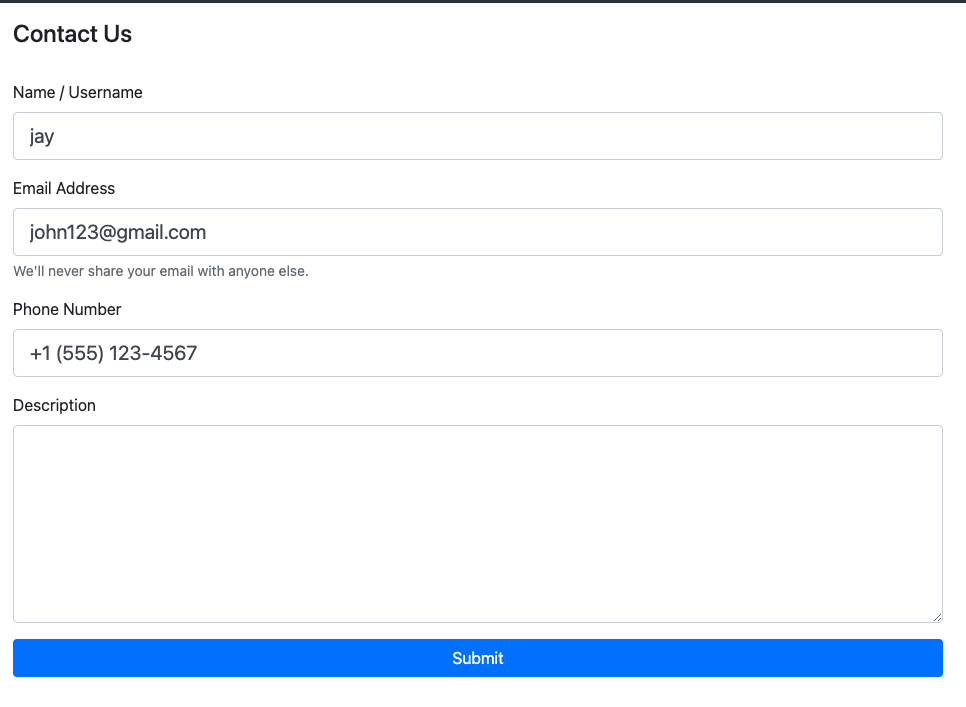 Contact Us
Name / Username
jay
Email Address
john123@gmail.com
We'll never share your email with anyone else.
Phone Number
+1 (555) 123-4567
Description
Submit